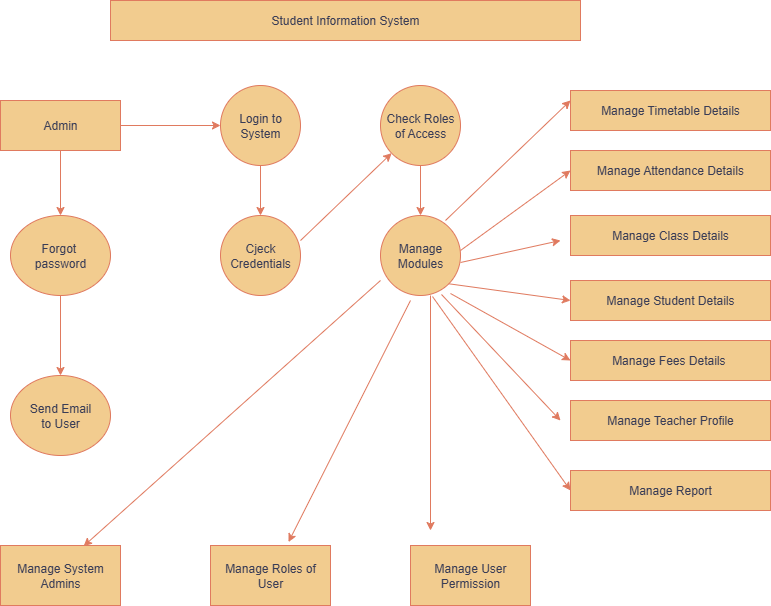 Student Information System
Admin
Login to
System
Check Roles
of Access
Manage Timetable Details
Manage Attendance Details
Forgot
password
Cjeck
Credentials
Manage
Modules
Manage Class Details
Manage Student Details
Manage Fees Details
Send Email
to User
Manage Teacher Profile
Manage Report
Manage System
Admins
Manage Roles of
User
Manage User
Permission